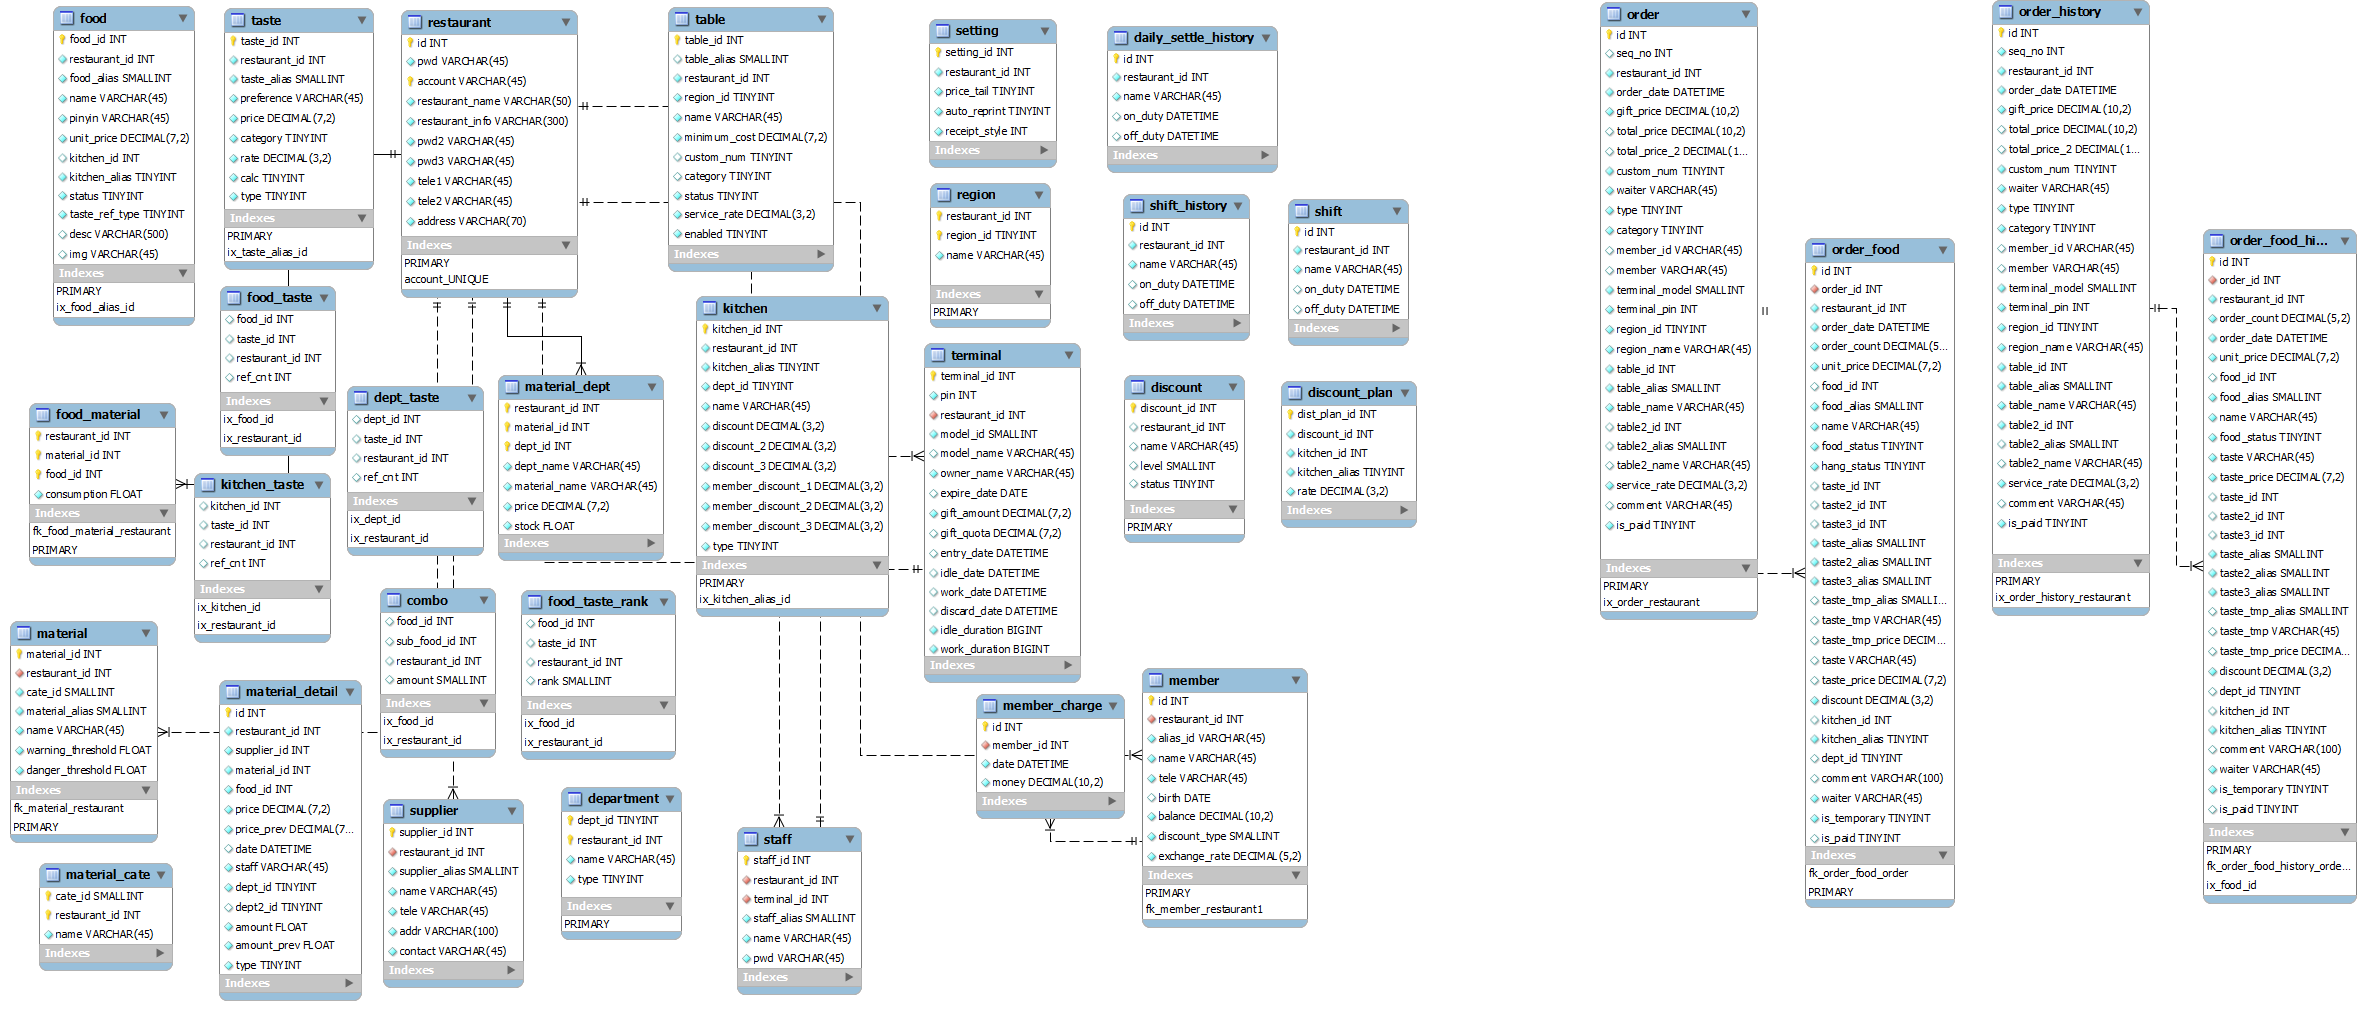 food
food_id INT
restaurant_id INT
food_alias SMALLINT
name VARCHAR(45)
pinyin VARCHAR(45)
unit_price DECIMAL(7,2)
kitchen_id INT
kitchen_alias TINYINT
status TINYINT
taste_ref_type TINYINT
desc VARCHAR(500)
img VARCHAR(45)
Indexes
PRIMARY
ix_food_alias_id
taste
taste_id INT
restaurant_id INT
taste_alias SMALLINT
preference VARCHAR(45)
price DECIMAL(7,2)
category TINYINT
rate DECIMAL(3,2)
calc TINYINT
type TINYINT
Indexes
PRIMARY
ix_taste_alias_id
restaurant
id INT
pwd VARCHAR(45)
account VARCHAR(45)
restaurant_name VARCHAR(50)
restaurant_info VARCHAR(300)
pwd2 VARCHAR(45)
pwd3 VARCHAR(45)
tele1 VARCHAR(45)
tele2 VARCHAR(45)
address VARCHAR(70)
Indexes
PRIMARY
account_UNIQUE
table
table_id INT
table_alias SMALLINT
restaurant_id INT
region_id TINYINT
name VARCHAR(45)
minimum_cost DECIMAL(7,2)
custom_num TINYINT
category TINYINT
status TINYINT
service_rate DECIMAL(3,2)
enabled TINYINT
Indexes
setting
setting_id INT
restaurant_id INT
price_tail TINYINT
auto_reprint TINYINT
receipt_style INT
Indexes
daily_settle_history
id INT
restaurant_id INT
name VARCHAR(45)
on_duty DATETIME
off_duty DATETIME
Indexes
region
restaurant_id INT
region_id TINYINT
name VARCHAR(45)
Indexes
PRIMARY
shift_history
id INT
restaurant_id INT
name VARCHAR(45)
on_duty DATETIME
off_duty DATETIME
Indexes
shift
id INT
restaurant_id INT
name VARCHAR(45)
on_duty DATETIME
off_duty DATETIME
Indexes
food_taste
food_id INT
taste_id INT
restaurant_id INT
ref_cnt INT
Indexes
ix_food_id
ix_restaurant_id
food_material
restaurant_id INT
material_id INT
food_id INT
consumption FLOAT
Indexes
fk_food_material_restaurant
PRIMARY
kitchen_taste
kitchen_id INT
taste_id INT
restaurant_id INT
ref_cnt INT
Indexes
ix_kitchen_id
ix_restaurant_id
dept_taste
dept_id INT
taste_id INT
restaurant_id INT
ref_cnt INT
Indexes
ix_dept_id
ix_restaurant_id
material_dept
restaurant_id INT
material_id INT
dept_id INT
dept_name VARCHAR(45)
material_name VARCHAR(45)
price DECIMAL(7,2)
stock FLOAT
Indexes
kitchen
kitchen_id INT
restaurant_id INT
kitchen_alias TINYINT
dept_id TINYINT
name VARCHAR(45)
discount DECIMAL(3,2)
discount_2 DECIMAL(3,2)
discount_3 DECIMAL(3,2)
member_discount_1 DECIMAL(3,2)
member_discount_2 DECIMAL(3,2)
member_discount_3 DECIMAL(3,2)
type TINYINT
Indexes
PRIMARY
ix_kitchen_alias_id
terminal
terminal_id INT
pin INT
restaurant_id INT
model_id SMALLINT
model_name VARCHAR(45)
owner_name VARCHAR(45)
expire_date DATE
gift_amount DECIMAL(7,2)
gift_quota DECIMAL(7,2)
entry_date DATETIME
idle_date DATETIME
work_date DATETIME
discard_date DATETIME
idle_duration BIGINT
work_duration BIGINT
Indexes
discount
discount_id INT
restaurant_id INT
name VARCHAR(45)
level SMALLINT
status TINYINT
Indexes
PRIMARY
discount_plan
dist_plan_id INT
discount_id INT
kitchen_id INT
kitchen_alias TINYINT
rate DECIMAL(3,2)
Indexes
material
material_id INT
restaurant_id INT
cate_id SMALLINT
material_alias SMALLINT
name VARCHAR(45)
warning_threshold FLOAT
danger_threshold FLOAT
Indexes
fk_material_restaurant
PRIMARY
material_cate
cate_id SMALLINT
restaurant_id INT
name VARCHAR(45)
Indexes
material_detail
id INT
restaurant_id INT
supplier_id INT
material_id INT
food_id INT
price DECIMAL(7,2)
price_prev DECIMAL(7...
date DATETIME
staff VARCHAR(45)
dept_id TINYINT
dept2_id TINYINT
amount FLOAT
amount_prev FLOAT
type TINYINT
Indexes
combo
food_id INT
sub_food_id INT
restaurant_id INT
amount SMALLINT
Indexes
ix_food_id
ix_restaurant_id
food_taste_rank
food_id INT
taste_id INT
restaurant_id INT
rank SMALLINT
Indexes
ix_food_id
ix_restaurant_id
supplier
supplier_id INT
restaurant_id INT
supplier_alias SMALLINT
name VARCHAR(45)
tele VARCHAR(45)
addr VARCHAR(100)
contact VARCHAR(45)
Indexes
department
dept_id TINYINT
restaurant_id INT
name VARCHAR(45)
type TINYINT
Indexes
PRIMARY
staff
staff_id INT
restaurant_id INT
terminal_id INT
staff_alias SMALLINT
name VARCHAR(45)
pwd VARCHAR(45)
Indexes
member_charge
id INT
member_id INT
date DATETIME
money DECIMAL(10,2)
Indexes
member
id INT
restaurant_id INT
alias_id VARCHAR(45)
name VARCHAR(45)
tele VARCHAR(45)
birth DATE
balance DECIMAL(10,2)
discount_type SMALLINT
exchange_rate DECIMAL(5,2)
Indexes
PRIMARY
fk_member_restaurant1
order
id INT
seq_no INT
restaurant_id INT
order_date DATETIME
gift_price DECIMAL(10,2)
total_price DECIMAL(10,2)
total_price_2 DECIMAL(1...
custom_num TINYINT
waiter VARCHAR(45)
type TINYINT
category TINYINT
member_id VARCHAR(45)
member VARCHAR(45)
terminal_model SMALLINT
terminal_pin INT
region_id TINYINT
region_name VARCHAR(45)
table_id INT
table_alias SMALLINT
table_name VARCHAR(45)
table2_id INT
table2_alias SMALLINT
table2_name VARCHAR(45)
service_rate DECIMAL(3,2)
comment VARCHAR(45)
is_paid TINYINT
Indexes
PRIMARY
ix_order_restaurant
order_food
id INT
order_id INT
restaurant_id INT
order_date DATETIME
order_count DECIMAL(5...
unit_price DECIMAL(7,2)
food_id INT
food_alias SMALLINT
name VARCHAR(45)
food_status TINYINT
hang_status TINYINT
taste_id INT
taste2_id INT
taste3_id INT
taste_alias SMALLINT
taste2_alias SMALLINT
taste3_alias SMALLINT
taste_tmp_alias SMALLI...
taste_tmp VARCHAR(45)
taste_tmp_price DECIM...
taste VARCHAR(45)
taste_price DECIMAL(7,2)
discount DECIMAL(3,2)
kitchen_id INT
kitchen_alias TINYINT
dept_id TINYINT
comment VARCHAR(100)
waiter VARCHAR(45)
is_temporary TINYINT
is_paid TINYINT
Indexes
fk_order_food_order
PRIMARY
order_history
id INT
seq_no INT
restaurant_id INT
order_date DATETIME
gift_price DECIMAL(10,2)
total_price DECIMAL(10,2)
total_price_2 DECIMAL(1...
custom_num TINYINT
waiter VARCHAR(45)
type TINYINT
category TINYINT
member_id VARCHAR(45)
member VARCHAR(45)
terminal_model SMALLINT
terminal_pin INT
region_id TINYINT
region_name VARCHAR(45)
table_id INT
table_alias SMALLINT
table_name VARCHAR(45)
table2_id INT
table2_alias SMALLINT
table2_name VARCHAR(45)
service_rate DECIMAL(3,2)
comment VARCHAR(45)
is_paid TINYINT
Indexes
PRIMARY
ix_order_history_restaurant
order_food_hi...
id INT
order_id INT
restaurant_id INT
order_count DECIMAL(5,2)
order_date DATETIME
unit_price DECIMAL(7,2)
food_id INT
food_alias SMALLINT
name VARCHAR(45)
food_status TINYINT
taste VARCHAR(45)
taste_price DECIMAL(7,2)
taste_id INT
taste2_id INT
taste3_id INT
taste_alias SMALLINT
taste2_alias SMALLINT
taste3_alias SMALLINT
taste_tmp_alias SMALLINT
taste_tmp VARCHAR(45)
taste_tmp_price DECIMA...
discount DECIMAL(3,2)
dept_id TINYINT
kitchen_id INT
kitchen_alias TINYINT
comment VARCHAR(100)
waiter VARCHAR(45)
is_temporary TINYINT
is_paid TINYINT
Indexes
PRIMARY
fk_order_food_history_orde...
ix_food_id